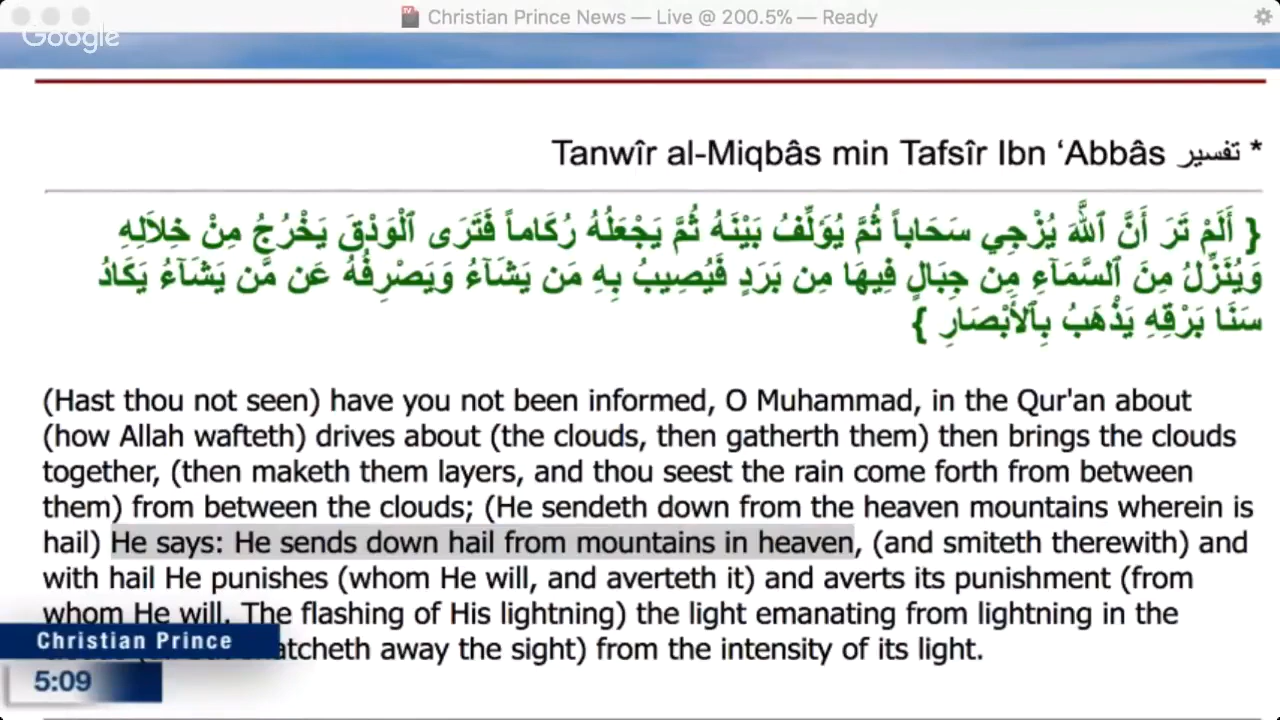 Christian Prince News — Live @ 200.5% — Ready
Google
* تفسير Tanwîr al-Miqbâs min Tafsîr Ibn ‘Abbâs
{ أَلَمْ تَرَ أَنَّ ٱللَّهَ يُزْجِي سَحَاباً ثُمَّ يُؤَلِّفُ بَيْنَهُ ثُمَّ يَجْعَلُهُ رُكَاماً فَتَرَى ٱلْوَدْقَ يَخْرُجُ مِنْ خِلاَلِهِ
وَيُنَزِّلُ مِنَ ٱلسَّمَآءِ مِن جِبَالٍ فِيهَا مِن بَرَدٍ فَيُصِيبُ بِهِ مَن يَشَآءُ وَيَصْرِفُهُ عَن مَّن يَشَآءُ يَكَادُ
سَنَا بَرْقِهِ يَذْهَبُ بِٱلأَبْصَارِ }
(Hast thou not seen) have you not been informed, O Muhammad, in the Qur'an about
(how Allah wafteth) drives about (the clouds, then gatherth them) then brings the clouds
together, (then maketh them layers, and thou seest the rain come forth from between
them) from between the clouds; (He sendeth down from the heaven mountains wherein is
hail) He says: He sends down hail from mountains in heaven, (and smiteth therewith) and
with hail He punishes (whom He will, and averteth it) and averts its punishment (from
whom He will. The flashing of His lightning) the light emanating from lightning in the
atcheth away the sight) from the intensity of its light.
Christian Prince
5:09